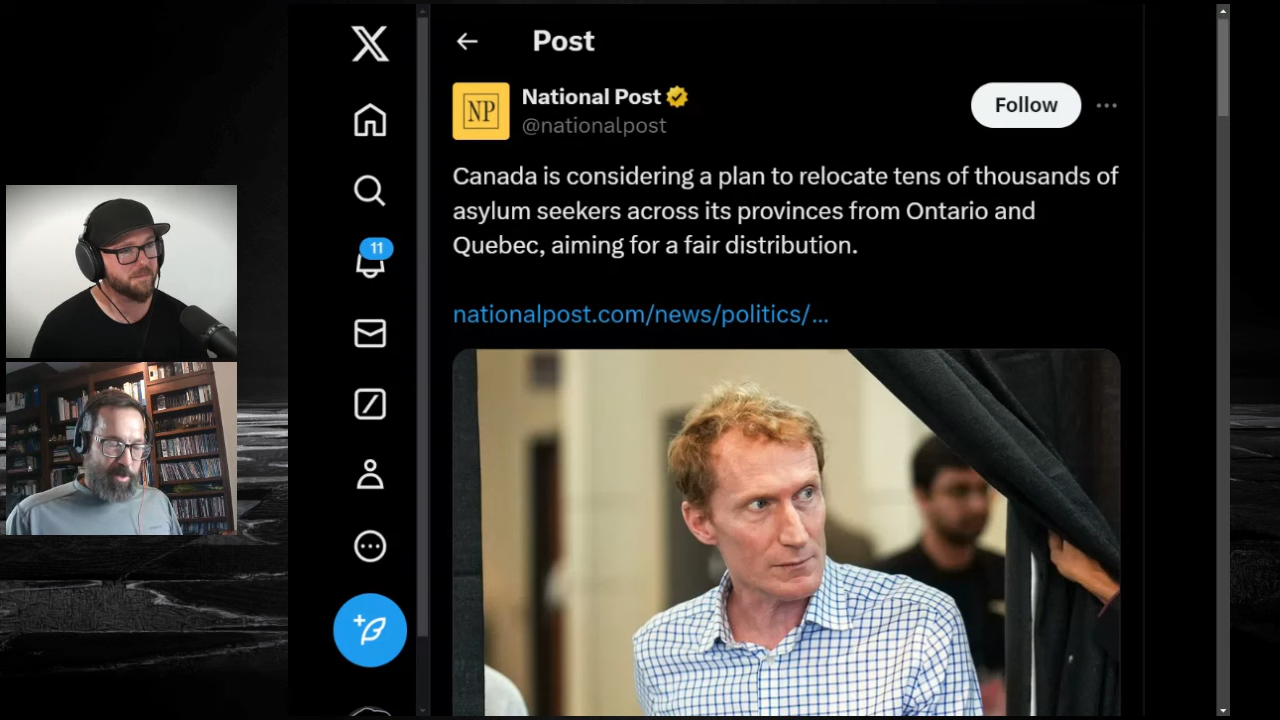 Post
NP
National Post
@nationalpost
Follow
Canada is considering a plan to relocate tens of thousands of
asylum seekers across its provinces from Ontario and
Quebec, aiming for a fair distribution.
nationalpost.com/news/politics/...
11